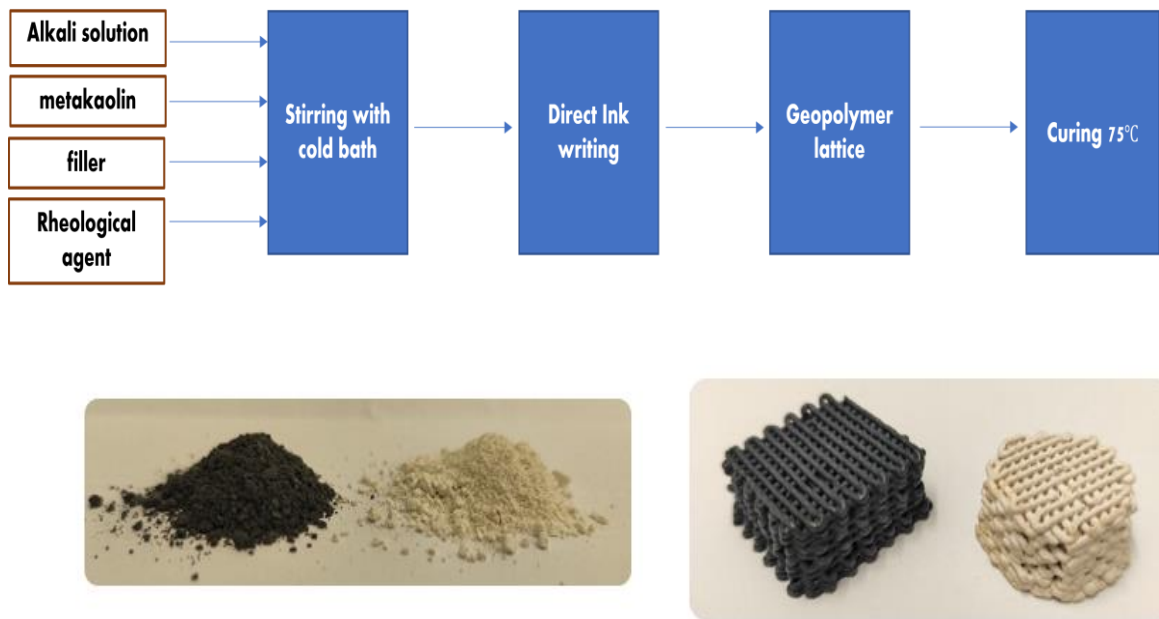 Alkali solution
metakaolin
filler
Rheological
agent
Stirring with
cold bath
Direct Ink
writing
Geopolymer
lattice
Curing 75℃